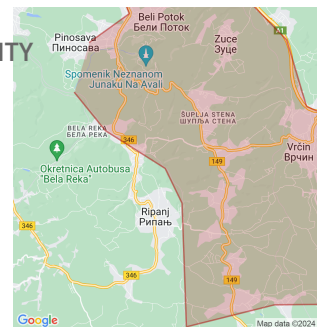 Beli Potok
Бели Поток
Pinosava
Пиносава
Zuce
Зуце
A1
ITY
Spomenik Neznanom
Junaku Na Avali
ŠUPLJA STENA
ШУПЉА СТЕНА
BELA REKA
БЕЛА РЕКА
346
Vrčin
Врчин
149
Okretnica Autobusa
"Bela Reka"
Ripanj
Рипањ
346
346
149
Google
Map data ©2024